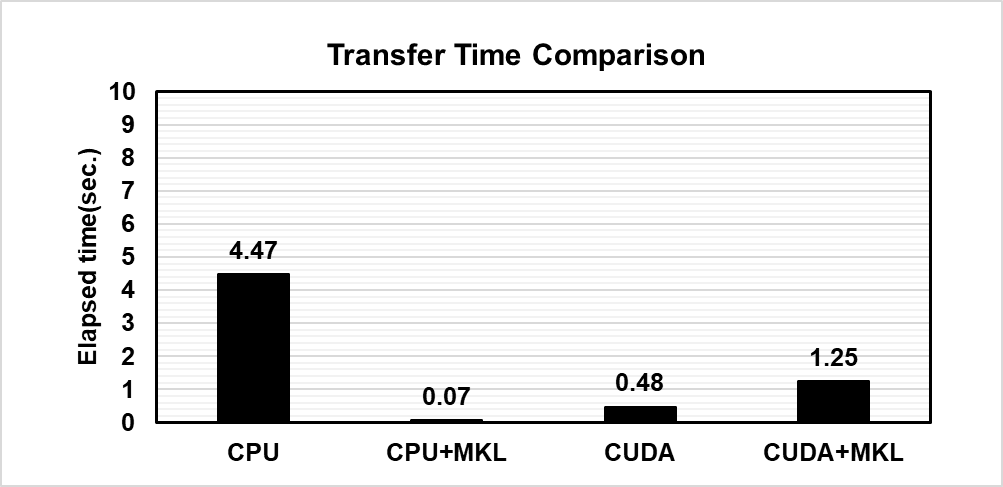 Transfer Time Comparison
Elapsed time(sec.)
10
9
8
7
6
5
4
3
2
1
0
4.47
0.07
0.48
1.25
CPU
CPU+MKL
CUDA
CUDA+MKL